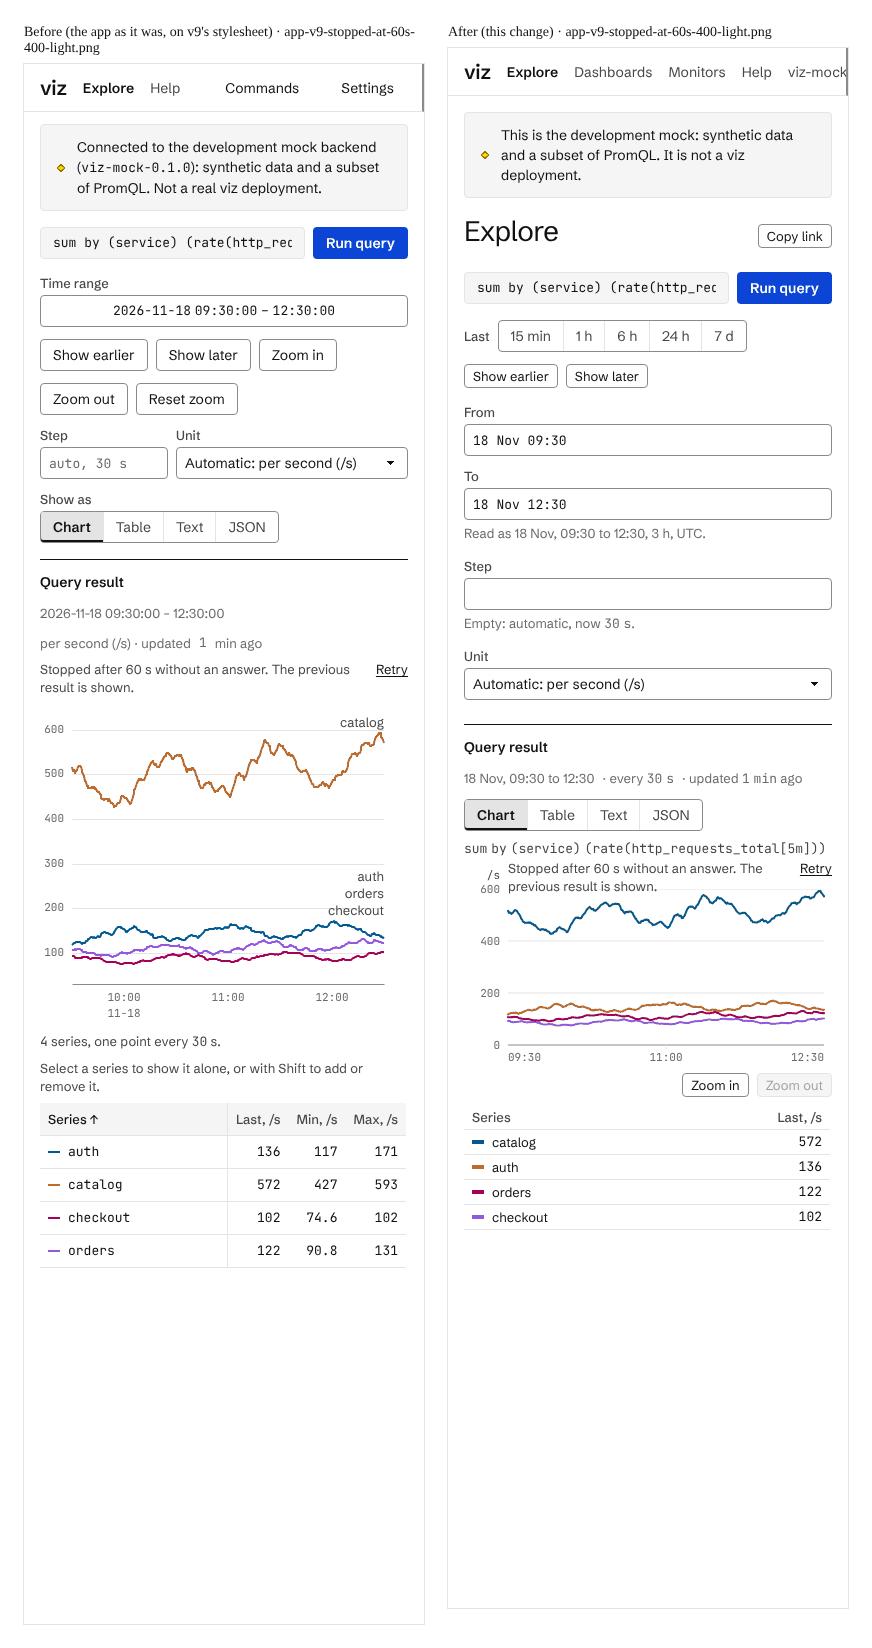 Before (the app as it was, on v9's stylesheet) · app-v9-stopped-at-60s-
400-light.png
viz Explore Help Commands Settings
Connected to the development mock backend
(viz-mock-0.1.0): synthetic data and a subset
of PromQL. Not a real viz deployment.
sum by (service) (rate(http_rec
Run query
Time range
2026-11-18 09:30:00 – 12:30:00
Show earlier Show later Zoom in
Zoom out Reset zoom
Step Unit
auto, 30 s Automatic: per second (/s)
Show as
Chart Table Text JSON
Query result
2026-11-18 09:30:00 – 12:30:00
per second (/s) · updated 1 min ago
Stopped after 60 s without an answer. The previous
result is shown.
Retry
catalog
600
500
400
300
auth
orders
200
checkout
100
10:00 11:00 12:00
11-18
4 series, one point every 30 s.
Select a series to show it alone, or with Shift to add or
remove it.
Series ↑ Last, /s Min, /s Max, /s
auth 136 117 171
catalog 572 427 593
checkout 102 74.6 102
orders 122 90.8 131
After (this change) · app-v9-stopped-at-60s-400-light.png
viz Explore Dashboards Monitors Help viz-mock
This is the development mock: synthetic data
and a subset of PromQL. It is not a viz
deployment.
Explore
Copy link
sum by (service) (rate(http_rec
Run query
Last 15 min 1 h 6 h 24 h 7 d
Show earlier Show later
From
18 Nov 09:30
To
18 Nov 12:30
Read as 18 Nov, 09:30 to 12:30, 3 h, UTC.
Step
Empty: automatic, now 30 s.
Unit
Automatic: per second (/s)
Query result
18 Nov, 09:30 to 12:30 · every 30 s · updated 1 min ago
Chart Table Text JSON
sum by (service) (rate(http_requests_total[5m]))
Stopped after 60 s without an answer. The
previous result is shown.
Retry
/s
600
400
200
0
09:30 11:00 12:30
Zoom in Zoom out
Series Last, /s
catalog 572
auth 136
orders 122
checkout 102